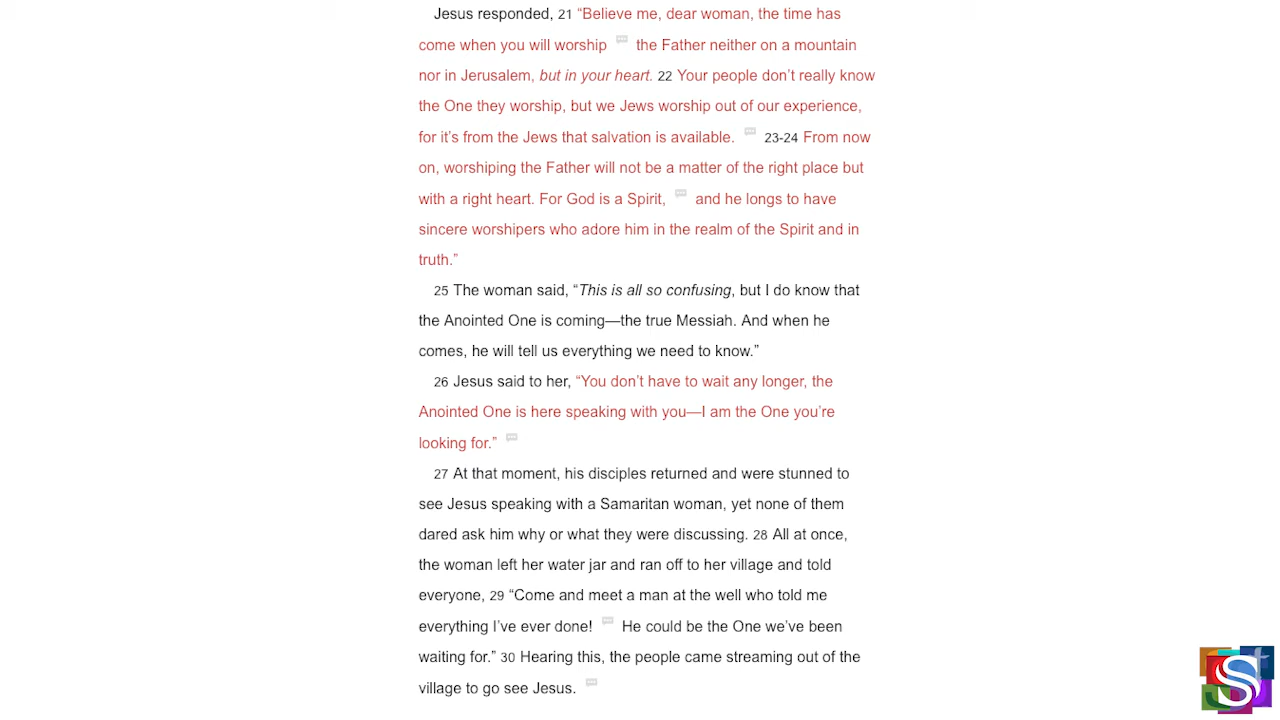 Jesus responded, 21 “Believe me, dear woman, the time has
come when you will worship the Father neither on a mountain
nor in Jerusalem, but in your heart. 22 Your people don’t really know
the One they worship, but we Jews worship out of our experience,
for it’s from the Jews that salvation is available. 23-24 From now
on, worshiping the Father will not be a matter of the right place but
with a right heart. For God is a Spirit, and he longs to have
sincere worshipers who adore him in the realm of the Spirit and in
truth.”
25 The woman said, “This is all so confusing, but I do know that
the Anointed One is coming—the true Messiah. And when he
comes, he will tell us everything we need to know.”
26 Jesus said to her, “You don’t have to wait any longer, the
Anointed One is here speaking with you—I am the One you’re
looking for.”
27 At that moment, his disciples returned and were stunned to
see Jesus speaking with a Samaritan woman, yet none of them
dared ask him why or what they were discussing. 28 All at once,
the woman left her water jar and ran off to her village and told
everyone, 29 “Come and meet a man at the well who told me
everything I’ve ever done! He could be the One we’ve been
waiting for.” 30 Hearing this, the people came streaming out of the
village to go see Jesus.
S